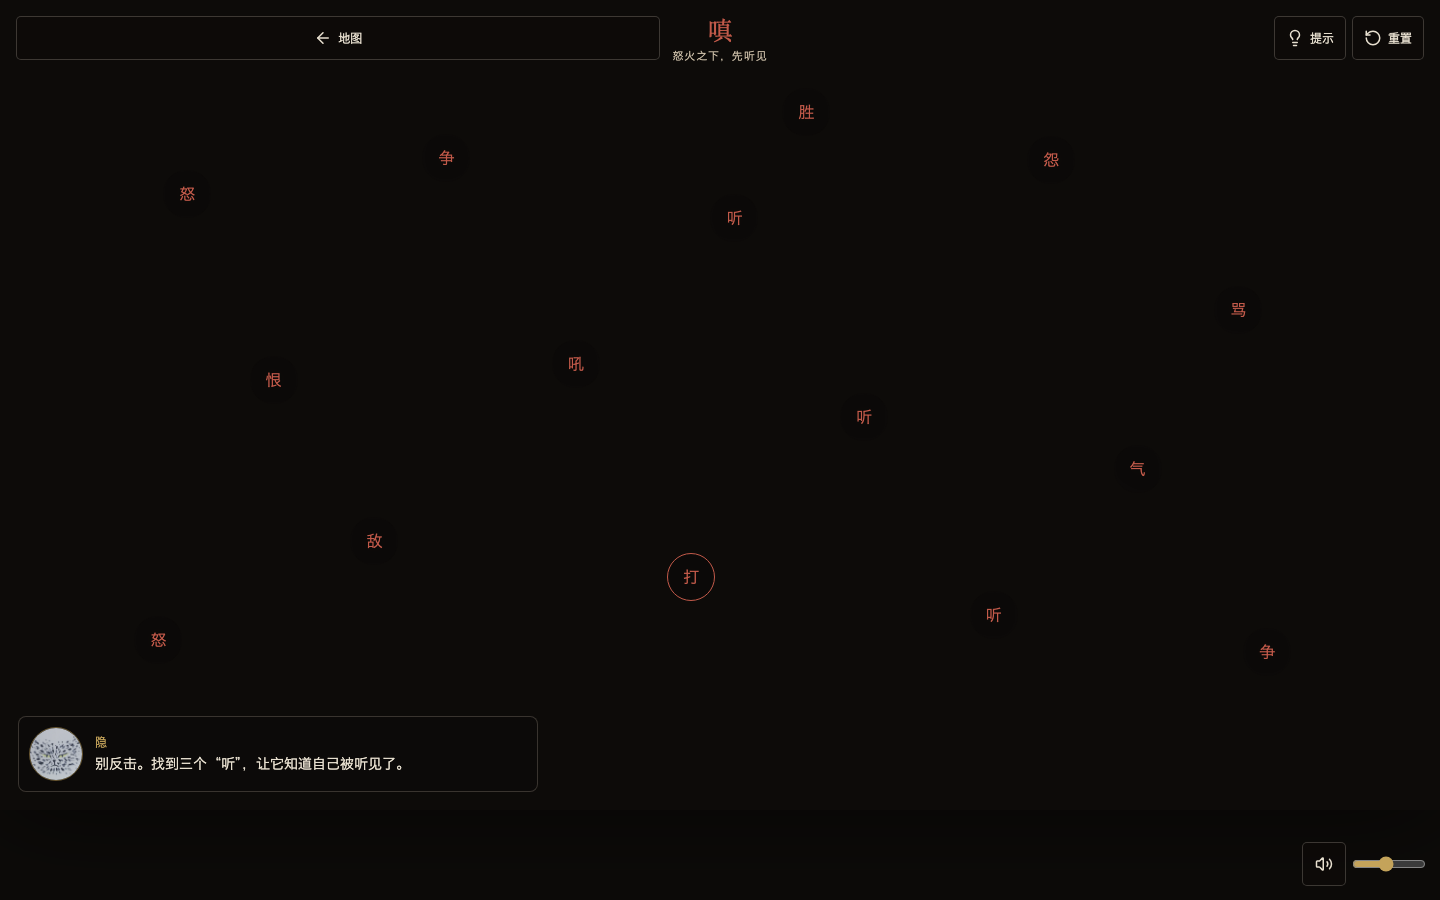 地图
嗔
怒火之下，先听见
提示
重置
胜
争
怨
怒
听
骂
吼
恨
听
气
敌
打
听
怒
争
隐
别反击。找到三个“听”，让它知道自己被听见了。